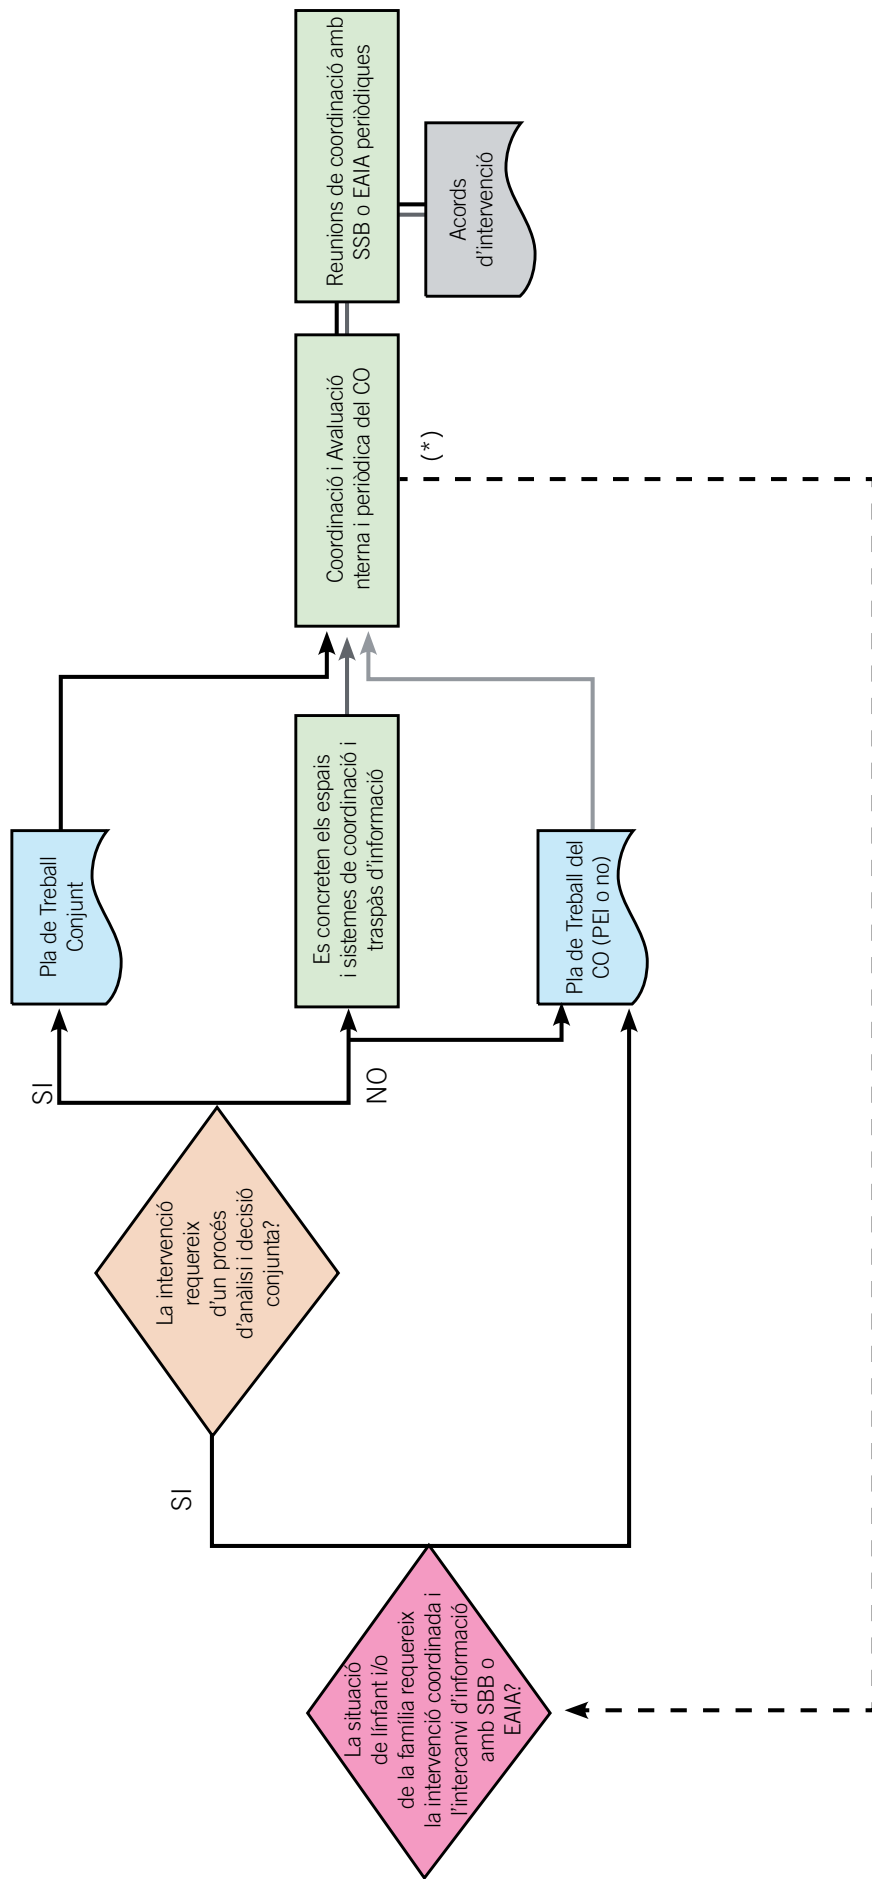 La situació
de línfant i/o
de la família requereix
la intervenció coordinada i
l'intercanvi d'informació
amb SBB o
EAIA?
SI
La intervenció
requereix
d'un procés
d'anàlisi i decisió
conjunta?
SI
NO
Pla de Treball
Conjunt
Es concreten els espais
i sistemes de coordinació i
traspàs d'informació
Pla de Treball del
CO (PEI o no)
Coordinació i Avaluació
nterna i periòdica del CO
(*)
Reunions de coordinació amb
SSB o EAIA periòdiques
Acords
d'intervenció